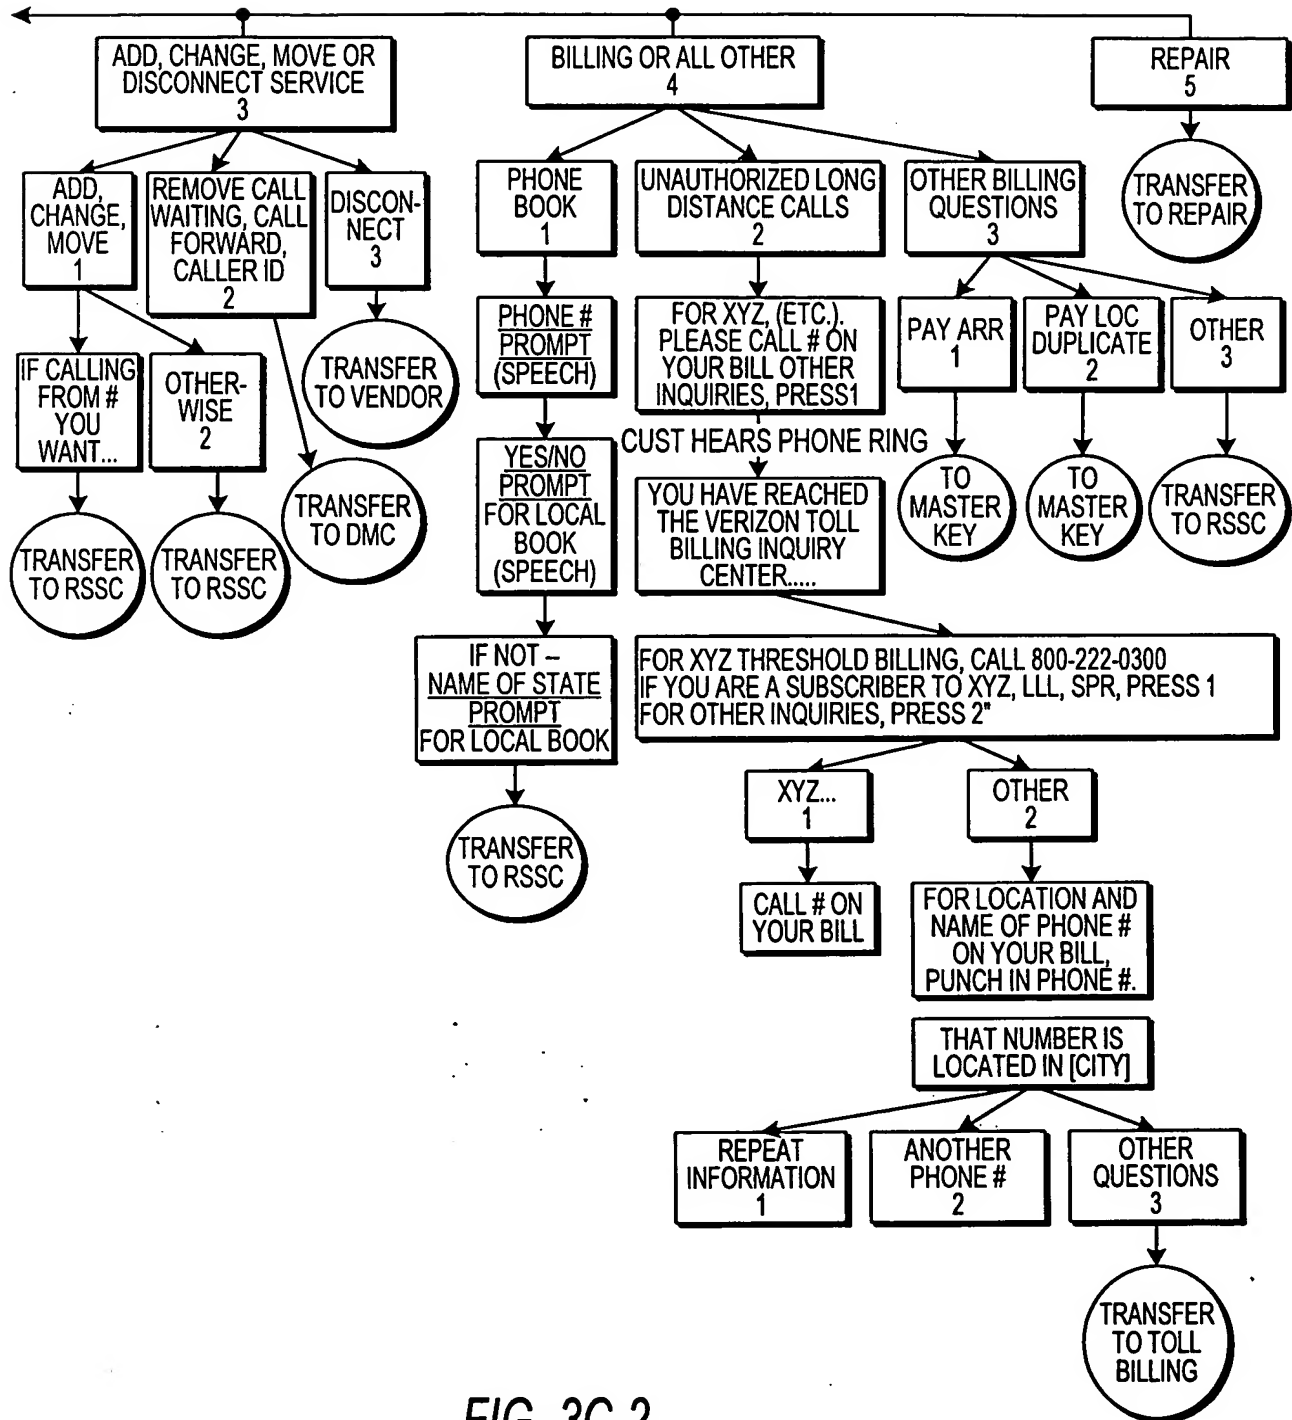 ADD, CHANGE, MOVE OR
DISCONNECT SERVICE
3
BILLING OR ALL OTHER
4
REPAIR
5
ADD,
CHANGE,
MOVE
1
REMOVE CALL
WAITING, CALL
FORWARD,
CALLER ID
2
DISCON-
NECT
3
PHONE
BOOK
1
UNAUTHORIZED LONG
DISTANCE CALLS
2
OTHER BILLING
QUESTIONS
3
TRANSFER
TO REPAIR
IF CALLING
FROM #
YOU
WANT...
OTHER-
WISE
2
TRANSFER
TO VENDOR
PHONE #
PROMPT
(SPEECH)
FOR XYZ, (ETC.).
PLEASE CALL # ON
YOUR BILL OTHER
INQUIRIES, PRESS1
PAY ARR
1
PAY LOC
DUPLICATE
2
OTHER
3
CUST HEARS PHONE RING
TRANSFER
TO RSSC
TRANSFER
TO RSSC
TRANSFER
TO DMC
YES/NO
PROMPT
FOR LOCAL
BOOK
(SPEECH)
YOU HAVE REACHED
THE VERIZON TOLL
BILLING INQUIRY
CENTER.....
TO
MASTER
KEY
TO
MASTER
KEY
TRANSFER
TO RSSC
IF NOT –
NAME OF STATE
PROMPT
FOR LOCAL BOOK
FOR XYZ THRESHOLD BILLING, CALL 800-222-0300
IF YOU ARE A SUBSCRIBER TO XYZ, LLL, SPR, PRESS 1
FOR OTHER INQUIRIES, PRESS 2"
TRANSFER
TO RSSC
XYZ...
1
OTHER
2
CALL # ON
YOUR BILL
FOR LOCATION AND
NAME OF PHONE #
ON YOUR BILL,
PUNCH IN PHONE #.
THAT NUMBER IS
LOCATED IN [CITY]
REPEAT
INFORMATION
1
ANOTHER
PHONE #
2
OTHER
QUESTIONS
3
TRANSFER
TO TOLL
BILLING
FIG. 3C-2